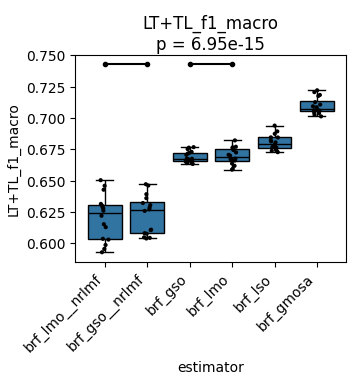 LT+TL_f1_macro
p = 6.95e-15
LT+TL_f1_macro
0.750
0.725
0.700
0.675
0.650
0.625
0.600
brf_lmo__nrlmf
brf_gso__nrlmf
brf_gso
brf_lmo
brf_lso
brf_gmosa
estimator